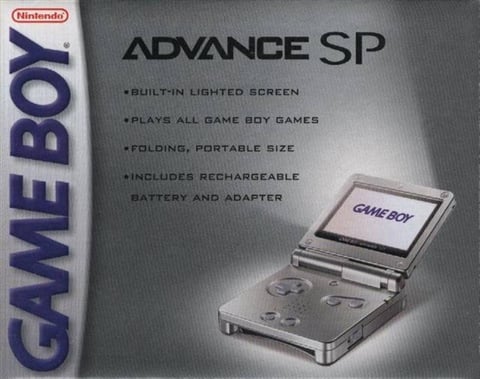 Nintendo
GAME BOY
ADVANCE SP
•BUILT-IN LIGHTED SCREEN
•PLAYS ALL GAME BOY GAMES
•FOLDING, PORTABLE SIZE
•INCLUDES RECHARGEABLE
BATTERY AND ADAPTER
GAME BOY